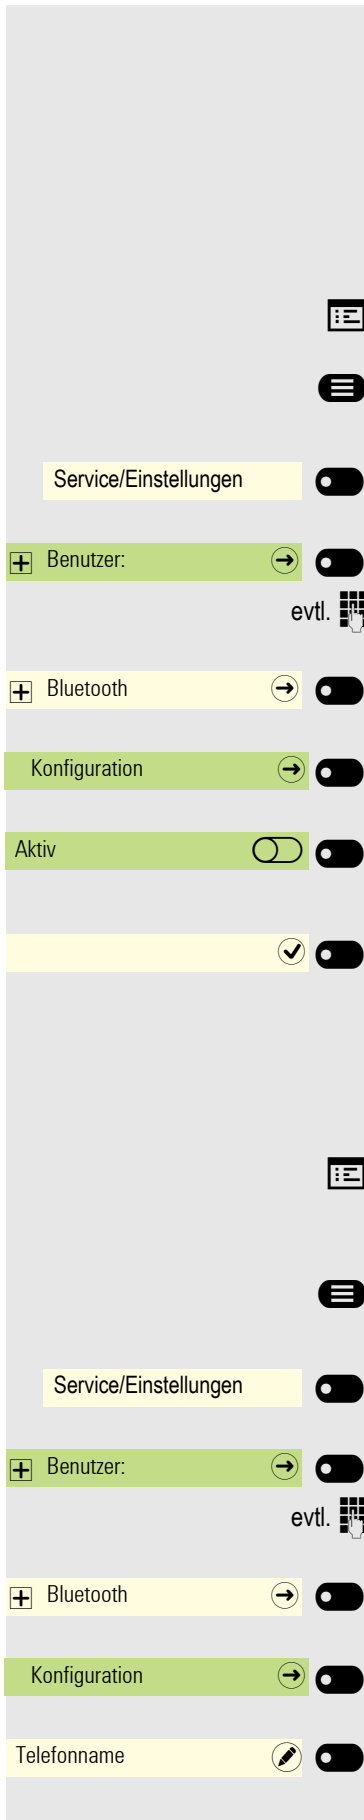 Service/Einstellungen
Benutzer:
evtl.
Bluetooth
Konfiguration
Aktiv
Service/Einstellungen
Benutzer:
evtl.
Bluetooth
Konfiguration
Telefonname